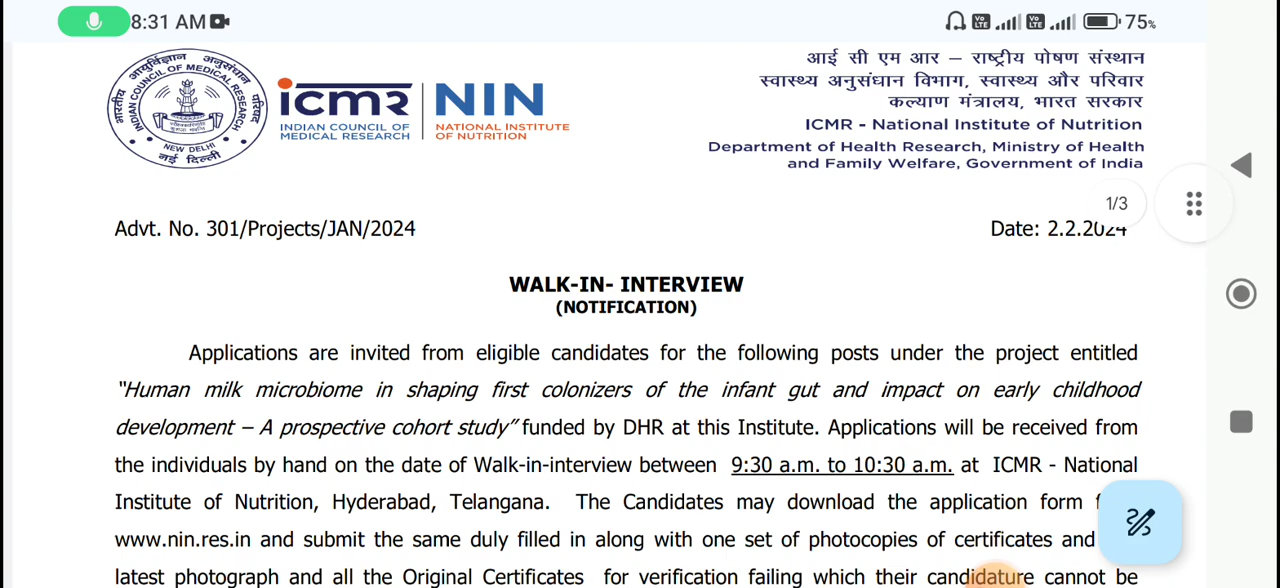 8:31 AM
75%
भारतीय आयुर्विज्ञान अनुसंधान परिषद
INDIAN COUNCIL OF MEDICAL RESEARCH
NEW DELHI
नई दिल्ली
icmr
INDIAN COUNCIL OF
MEDICAL RESEARCH
NIN
NATIONAL INSTITUTE
OF NUTRITION
आई सी एम आर – राष्ट्रीय पोषण संस्थान
स्वास्थ्य अनुसंधान विभाग, स्वास्थ्य और परिवार
कल्याण मंत्रालय, भारत सरकार
ICMR - National Institute of Nutrition
Department of Health Research, Ministry of Health
and Family Welfare, Government of India
1/3
Advt. No. 301/Projects/JAN/2024
Date: 2.2.2024
WALK-IN- INTERVIEW
(NOTIFICATION)
Applications are invited from eligible candidates for the following posts under the project entitled
"Human milk microbiome in shaping first colonizers of the infant gut and impact on early childhood
development – A prospective cohort study" funded by DHR at this Institute. Applications will be received from
the individuals by hand on the date of Walk-in-interview between 9:30 a.m. to 10:30 a.m. at ICMR - National
Institute of Nutrition, Hyderabad, Telangana. The Candidates may download the application form
www.nin.res.in and submit the same duly filled in along with one set of photocopies of certificates and
latest photograph and all the Original Certificates for verification failing which their candidature cannot be